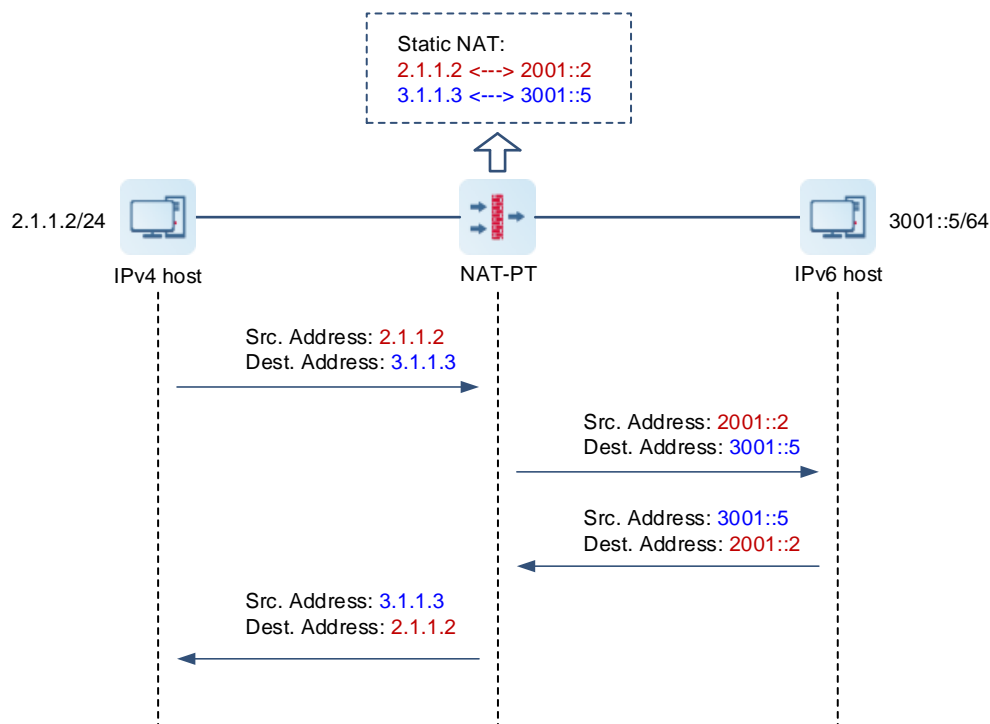 Static NAT:
2.1.1.2 <---> 2001::2
3.1.1.3 <---> 3001::5
2.1.1.2/24
3001::5/64
IPv4 host
NAT-PT
IPv6 host
Src. Address: 2.1.1.2
Dest. Address: 3.1.1.3
Src. Address: 2001::2
Dest. Address: 3001::5
Src. Address: 3001::5
Dest. Address: 2001::2
Src. Address: 3.1.1.3
Dest. Address: 2.1.1.2